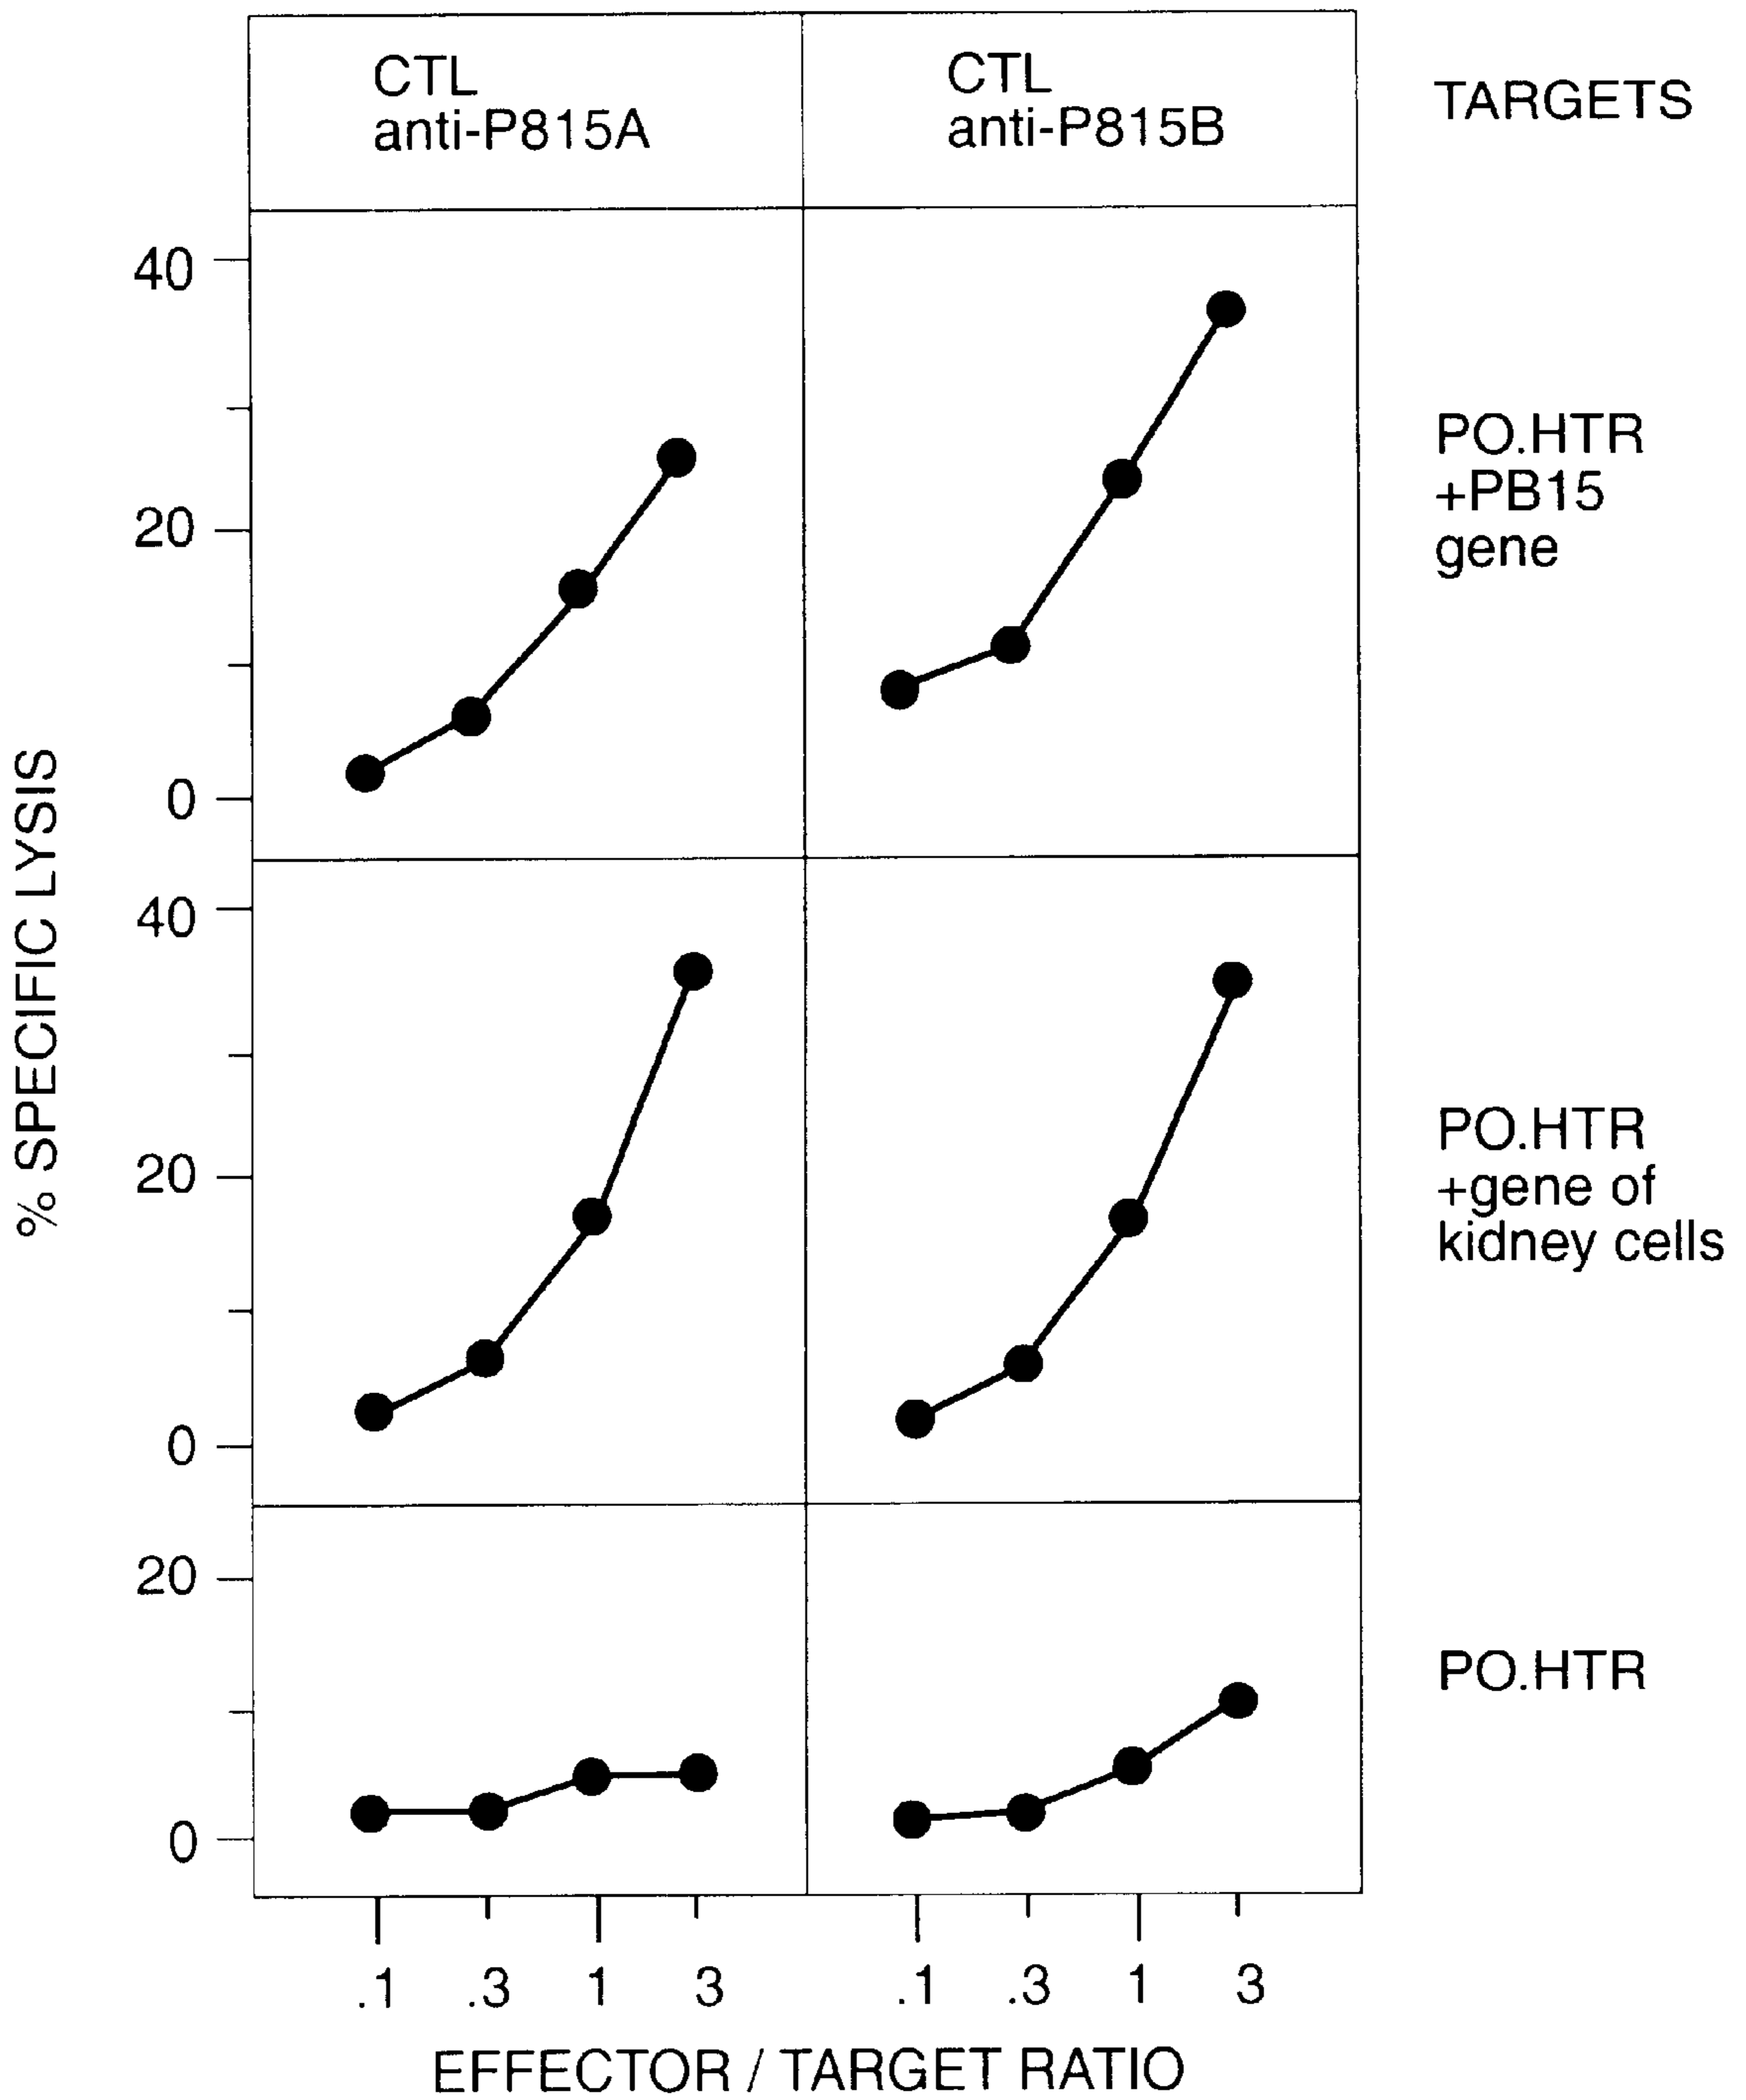 CTL
anti-P815A
CTL
anti-P815B
TARGETS
40
20
0
PO.HTR
+PB15
gene
% SPECIFIC LYSIS
40
20
0
PO.HTR
+gene of
kidney cells
20
0
PO.HTR
.1 .3 1 3 .1 .3 1 3
EFFECTOR / TARGET RATIO